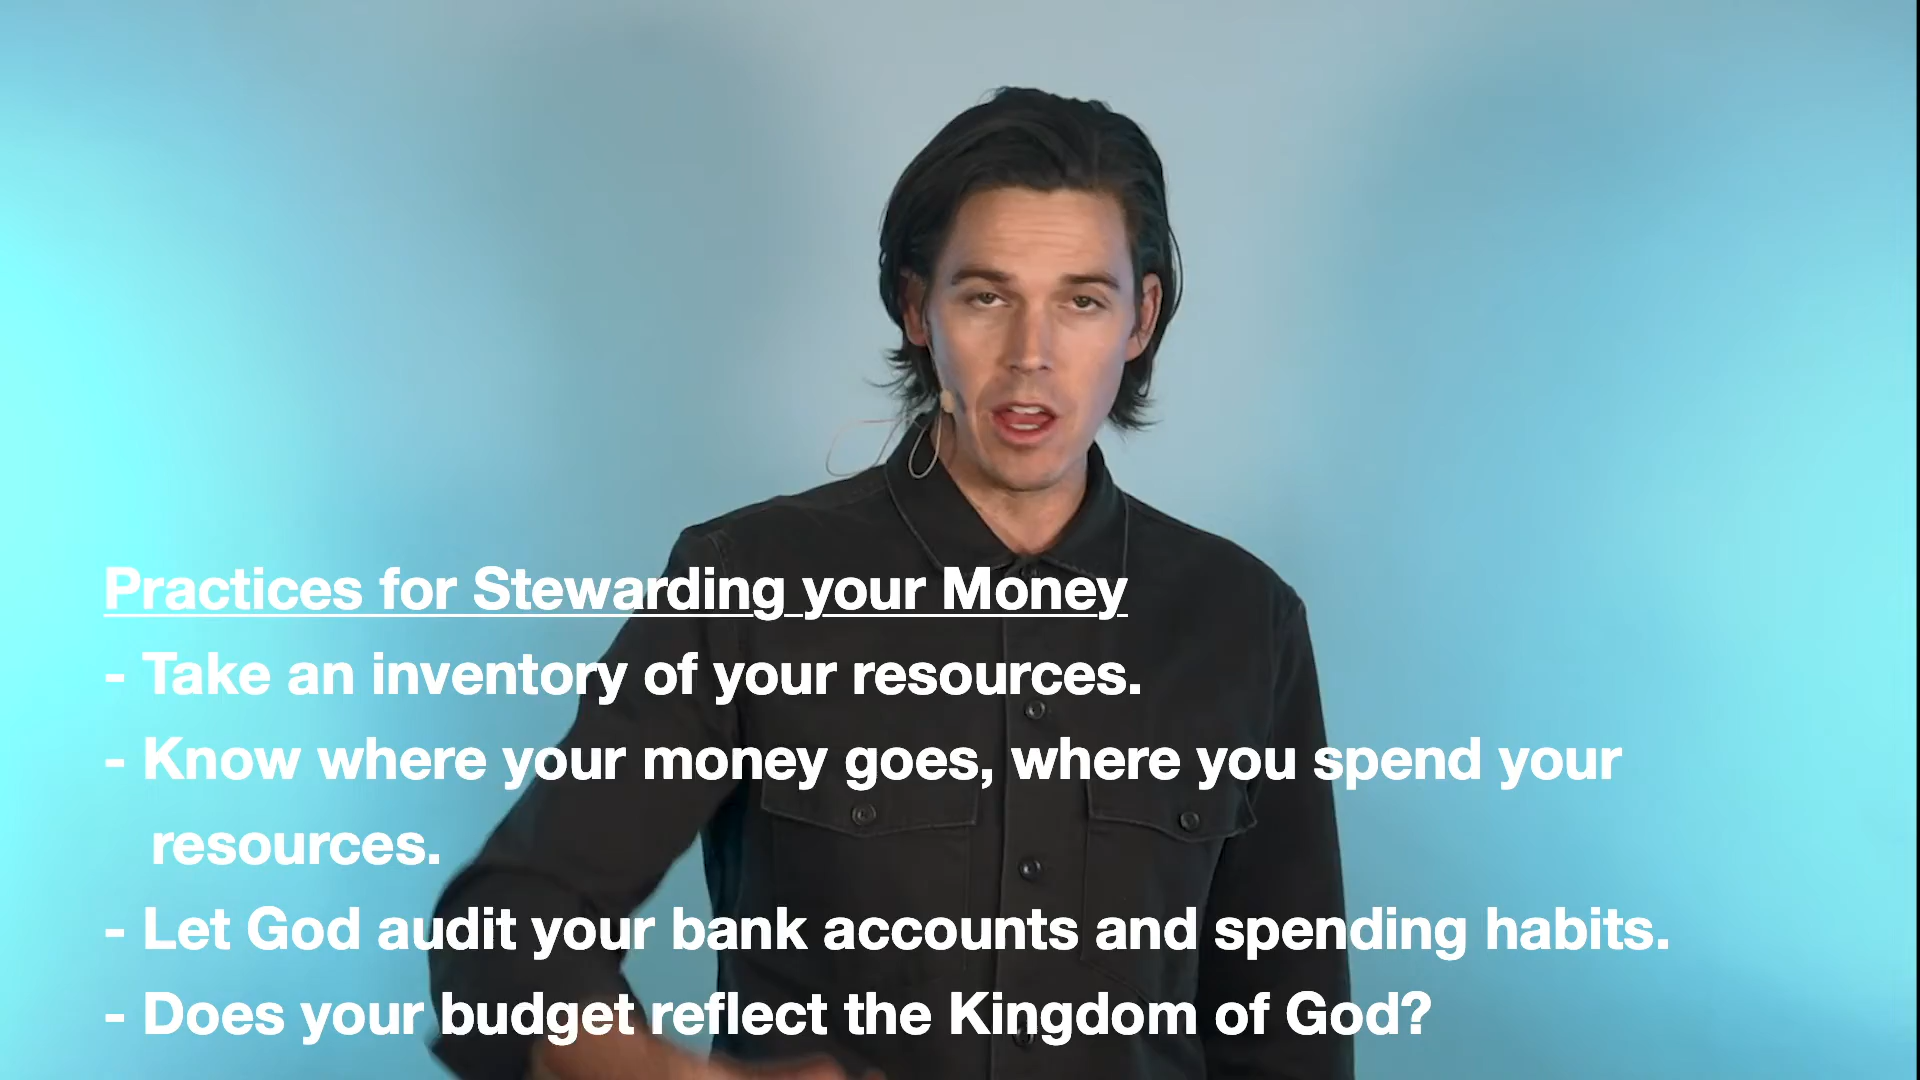 Practices for Stewarding your Money
- Take an inventory of your resources.
- Know where your money goes, where you spend your
resources.
- Let God audit your bank accounts and spending habits.
- Does your budget reflect the Kingdom of God?